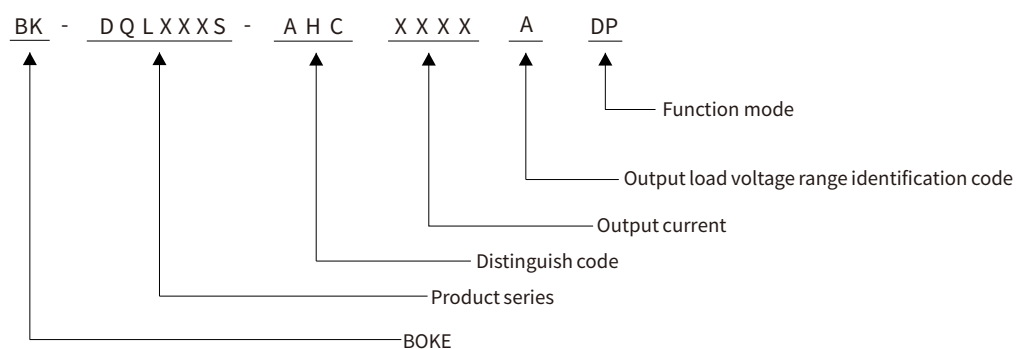 BK - DQLXXXS - AHC XXXX A DP
Function mode
Output load voltage range identification code
Output current
Distinguish code
Product series
BOKE